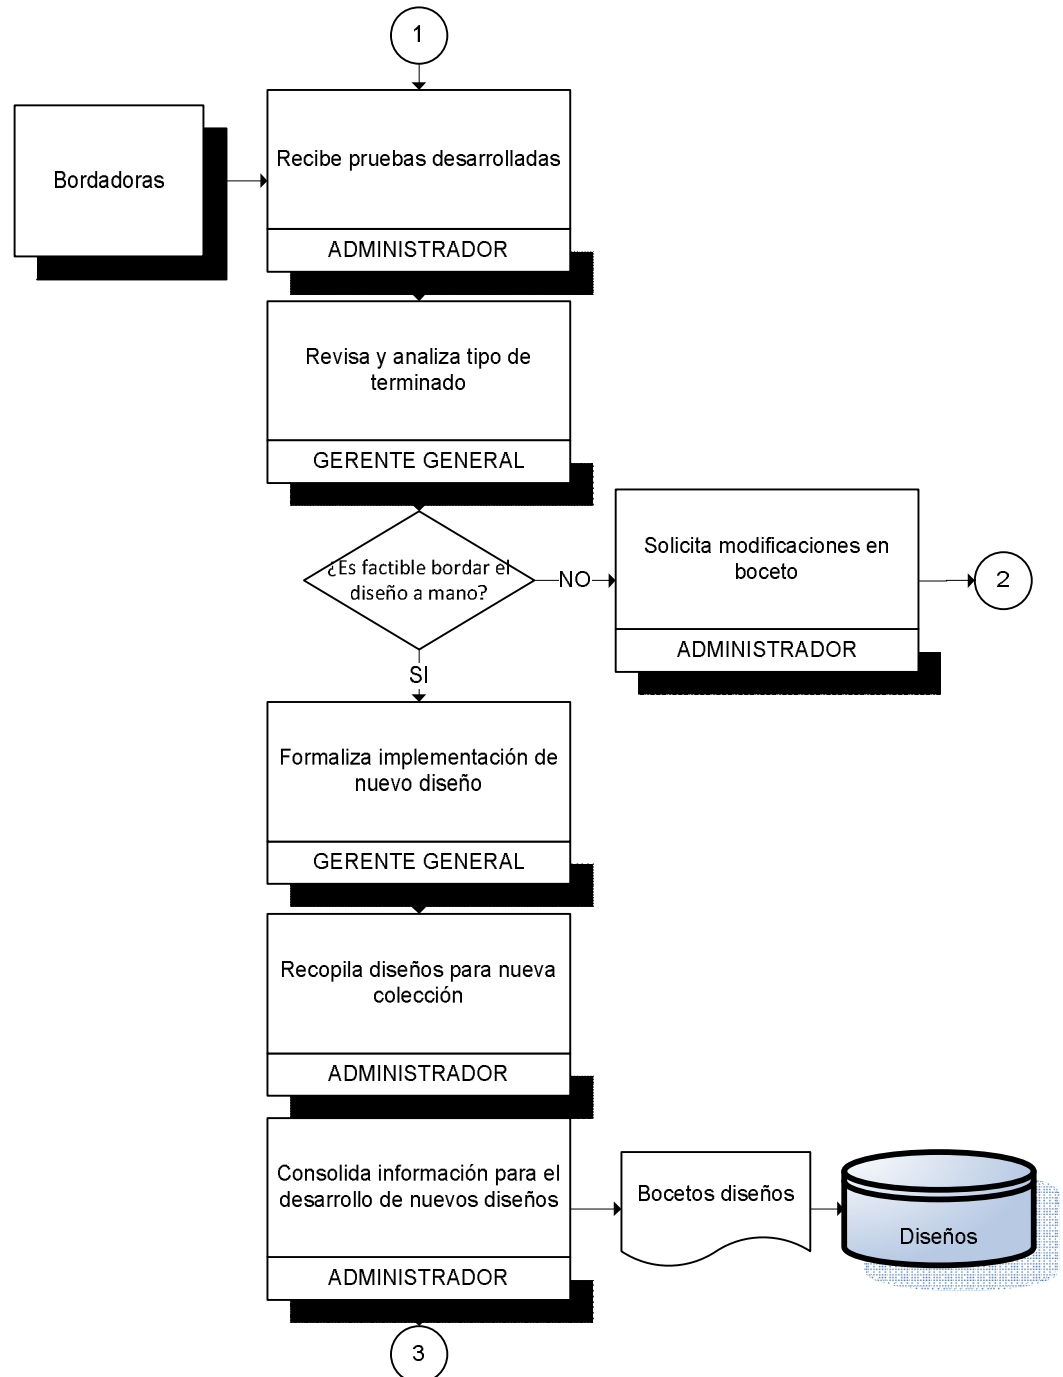 1
Bordadoras
Recibe pruebas desarrolladas
ADMINISTRADOR
Revisa y analiza tipo de
terminado
GERENTE GENERAL
¿Es factible bordar el
diseño a mano?
NO
Solicita modificaciones en
boceto
ADMINISTRADOR
2
SI
Formaliza implementación de
nuevo diseño
GERENTE GENERAL
Recopila diseños para nueva
colección
ADMINISTRADOR
Consolida información para el
desarrollo de nuevos diseños
ADMINISTRADOR
Bocetos diseños
Diseños
3